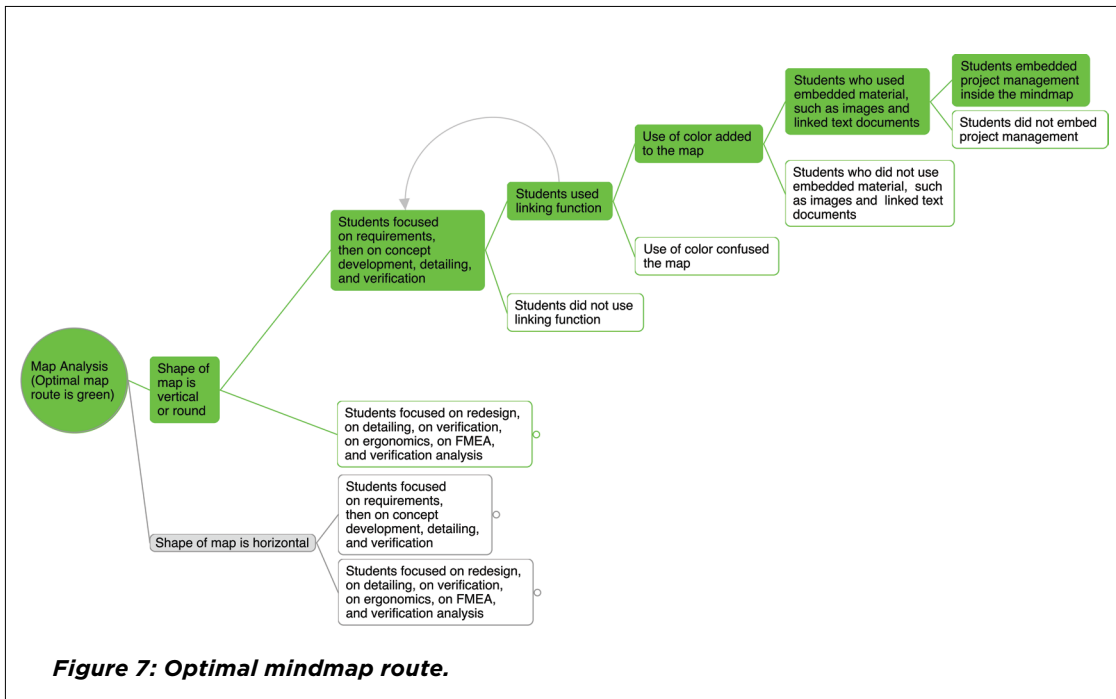 Map Analysis
(Optimal map
route is green)
Shape of
map is
vertical
or round
Students focused
on requirements,
then on concept
development, detailing,
and verification
Students used
linking function
Use of color added
to the map
Students who used
embedded material,
such as images and
linked text documents
Students embedded
project management
inside the mindmap
Students did not embed
project management
Students who did not use
embedded material, such
as images and linked text
documents
Use of color confused
the map
Students did not use
linking function
Students focused on redesign,
on detailing, on verification,
on ergonomics, on FMEA,
and verification analysis
Shape of map is horizontal
Students focused
on requirements,
then on concept
development, detailing,
and verification
Students focused on redesign,
on detailing, on verification,
on ergonomics, on FMEA,
and verification analysis
Figure 7: Optimal mindmap route.